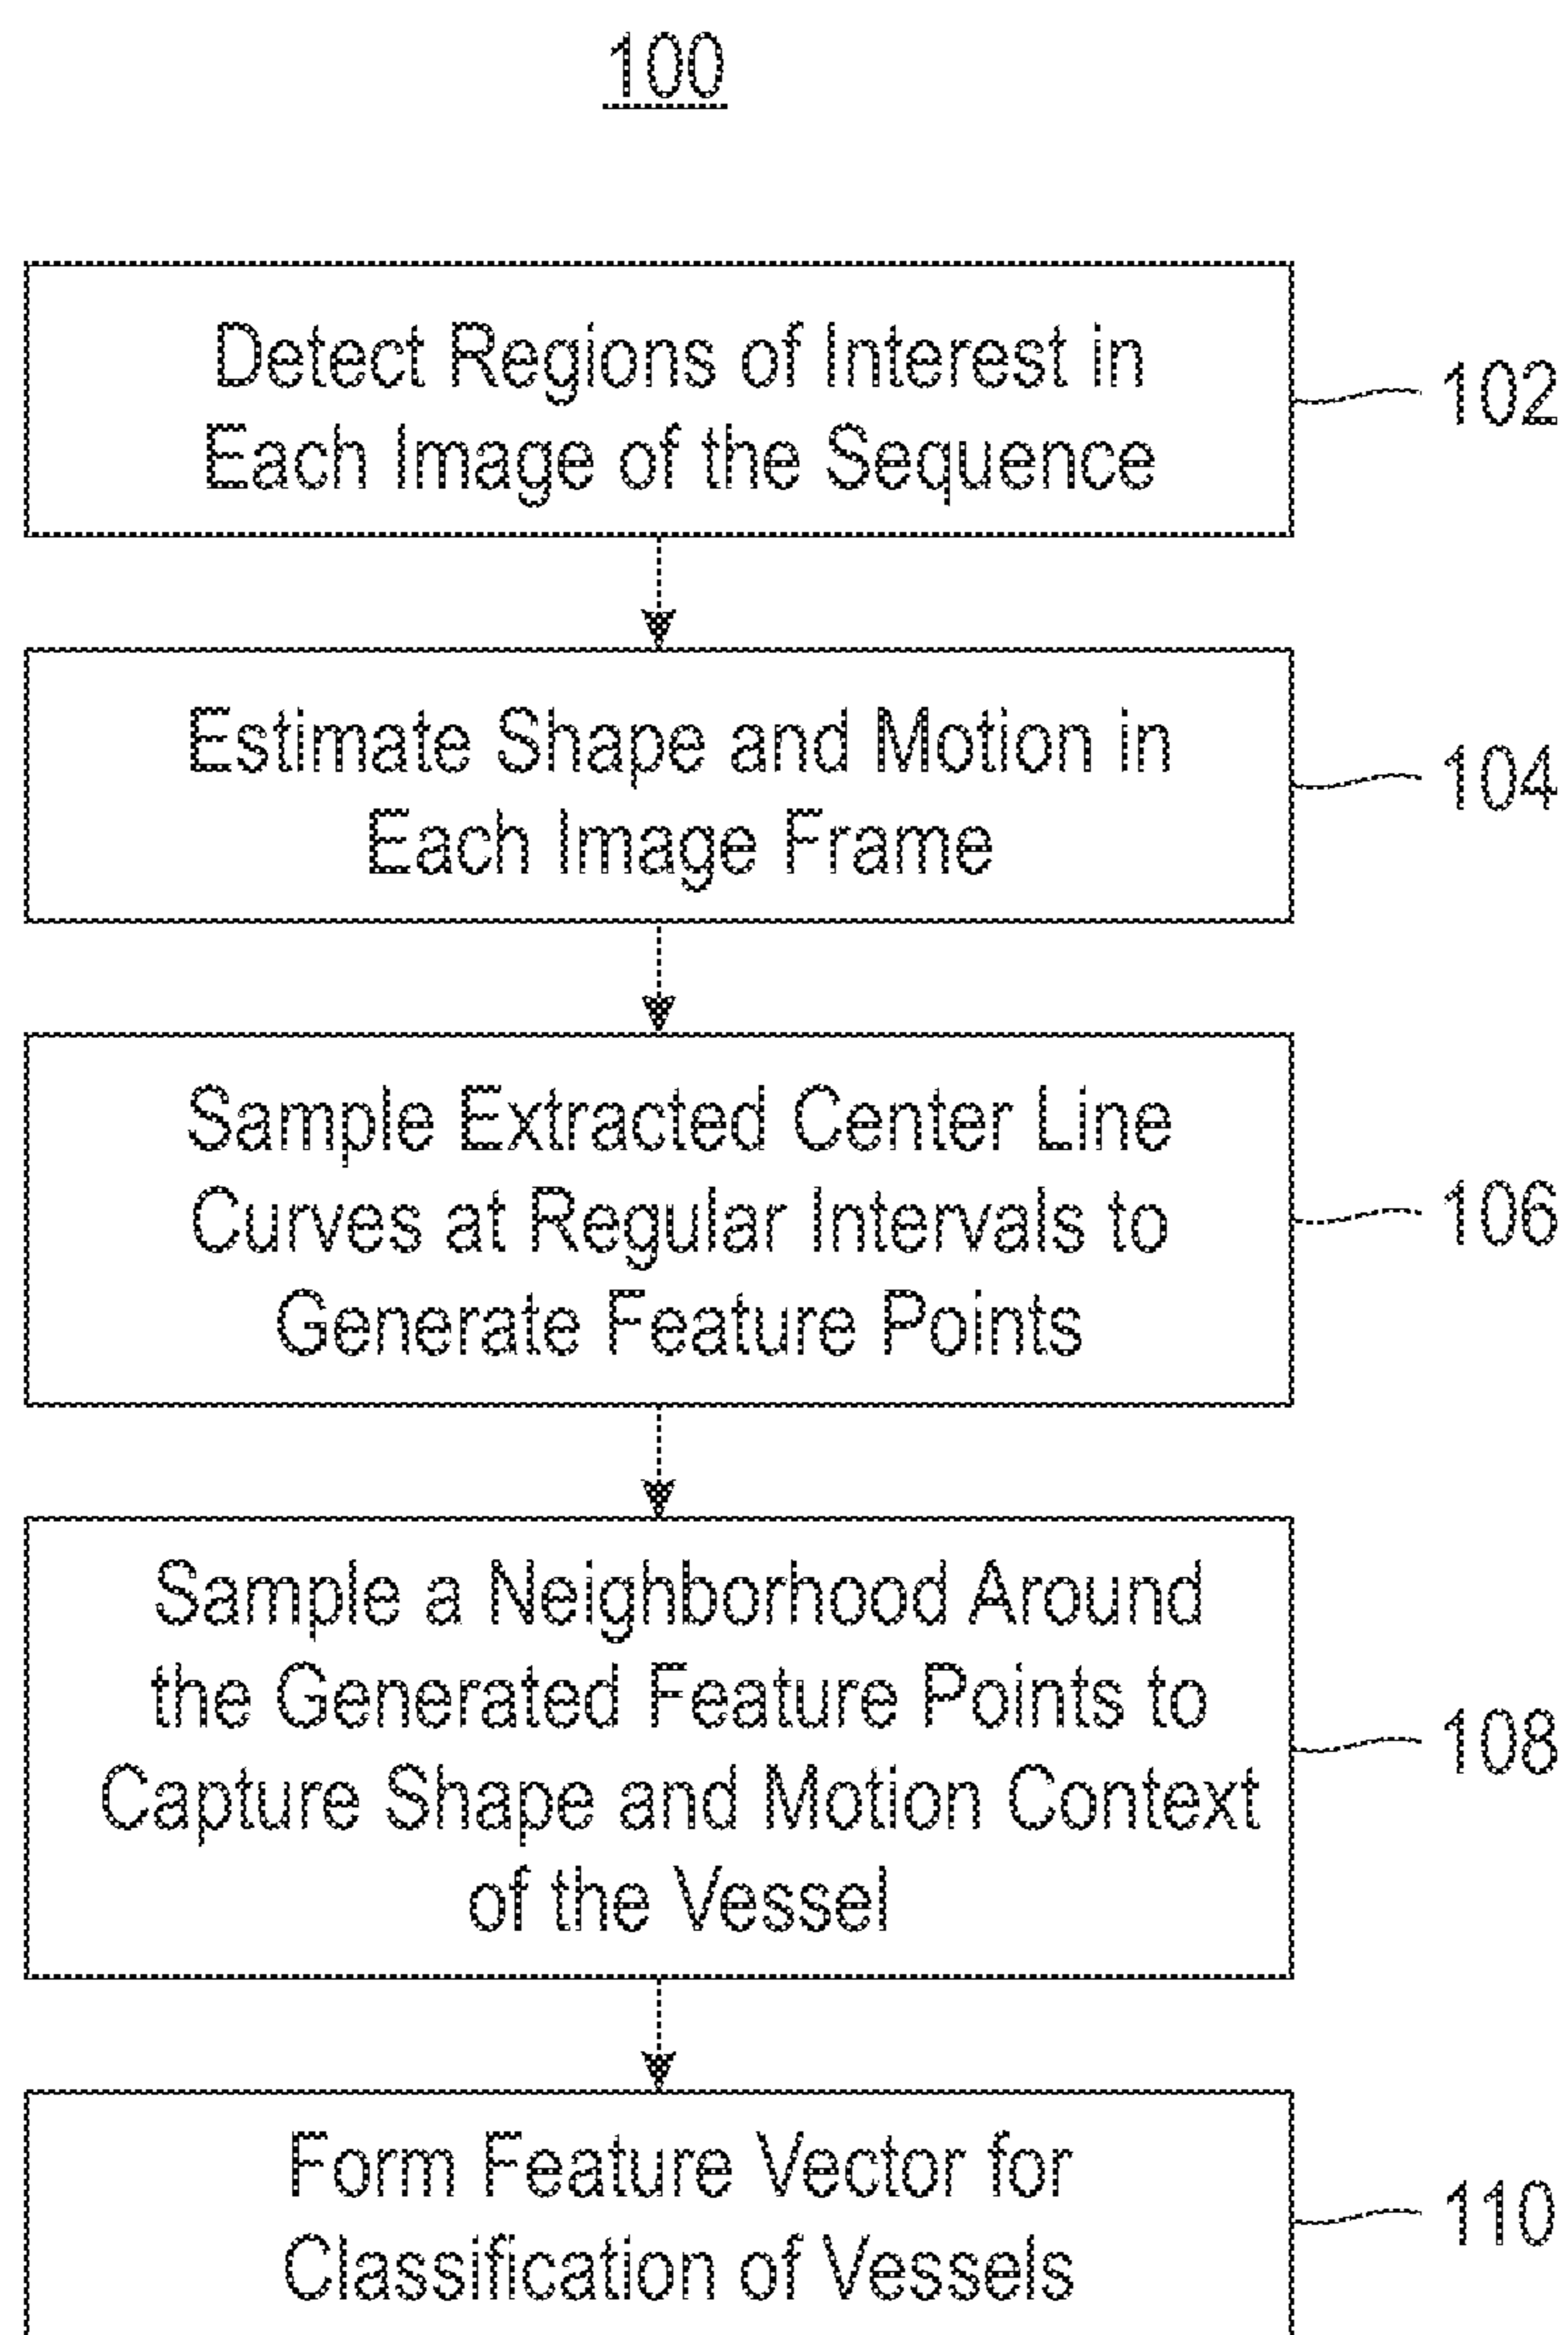 100
Detect Regions of Interest in
Each Image of the Sequence
102
Estimate Shape and Motion in
Each Image Frame
104
Sample Extracted Center Line
Curves at Regular Intervals to
Generate Feature Points
106
Sample a Neighborhood Around
the Generated Feature Points to
Capture Shape and Motion Context
of the Vessel
108
Form Feature Vector for
Classification of Vessels
110